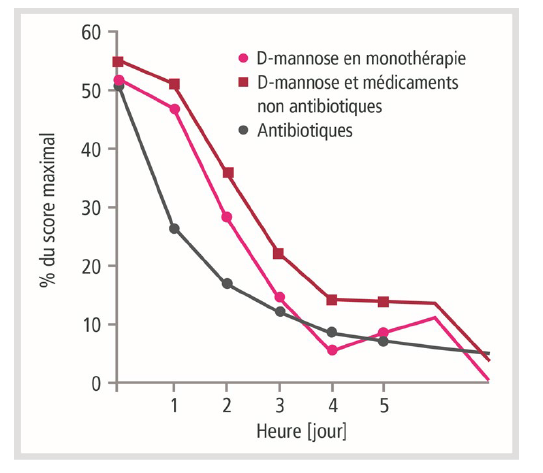 60
50
40
30
20
10
0
% du score maximal
D-mannose en monothérapie
D-mannose et médicaments
non antibiotiques
Antibiotiques
1 2 3 4 5
Heure [jour]